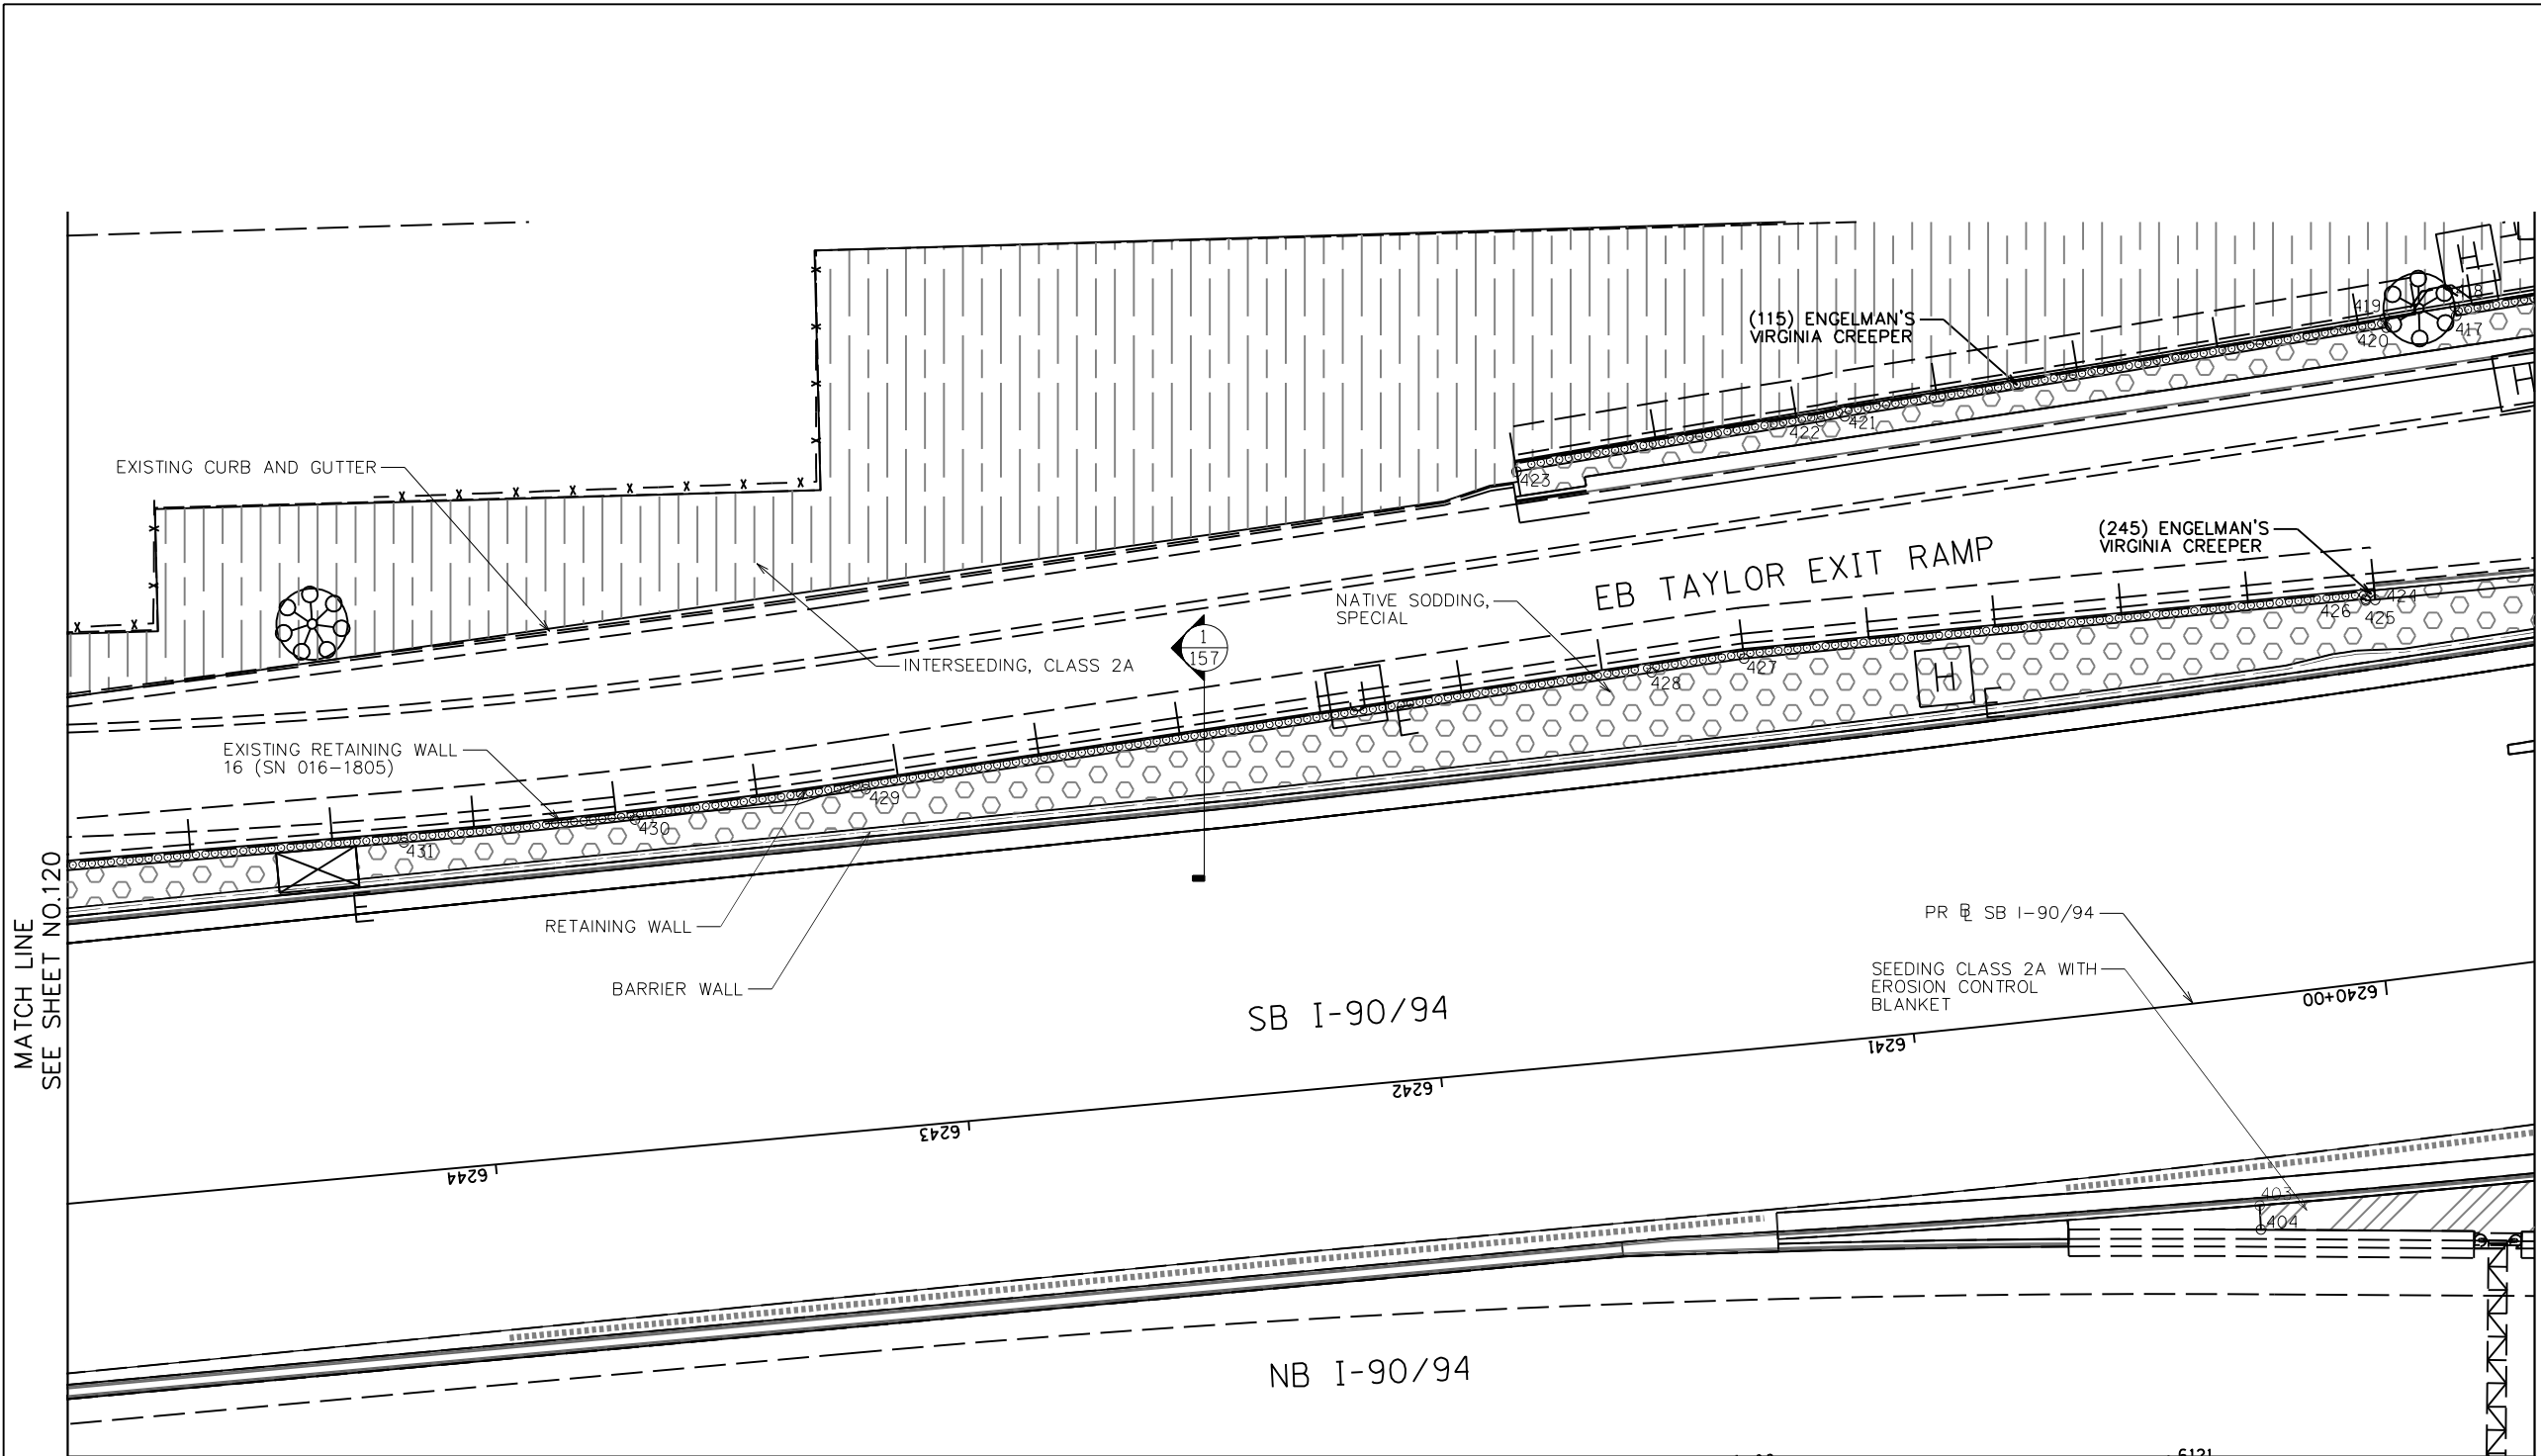 (115) ENGELMAN'S
VIRGINIA CREEPER
419
418
417
420
421
422
423
EXISTING CURB AND GUTTER
(245) ENGELMAN'S
VIRGINIA CREEPER
EB TAYLOR EXIT RAMP
NATIVE SODDING,
SPECIAL
424
425
426
427
428
1
157
INTERSEEDING, CLASS 2A
H
H
H
EXISTING RETAINING WALL
16 (SN 016-1805)
429
430
431
MATCH LINE
SEE SHEET NO.120
RETAINING WALL
BARRIER WALL
PR BL SB I-90/94
SEEDING CLASS 2A WITH
EROSION CONTROL
BLANKET
SB I-90/94
6240+00
6241
6242
6243
6244
403
404
NB I-90/94